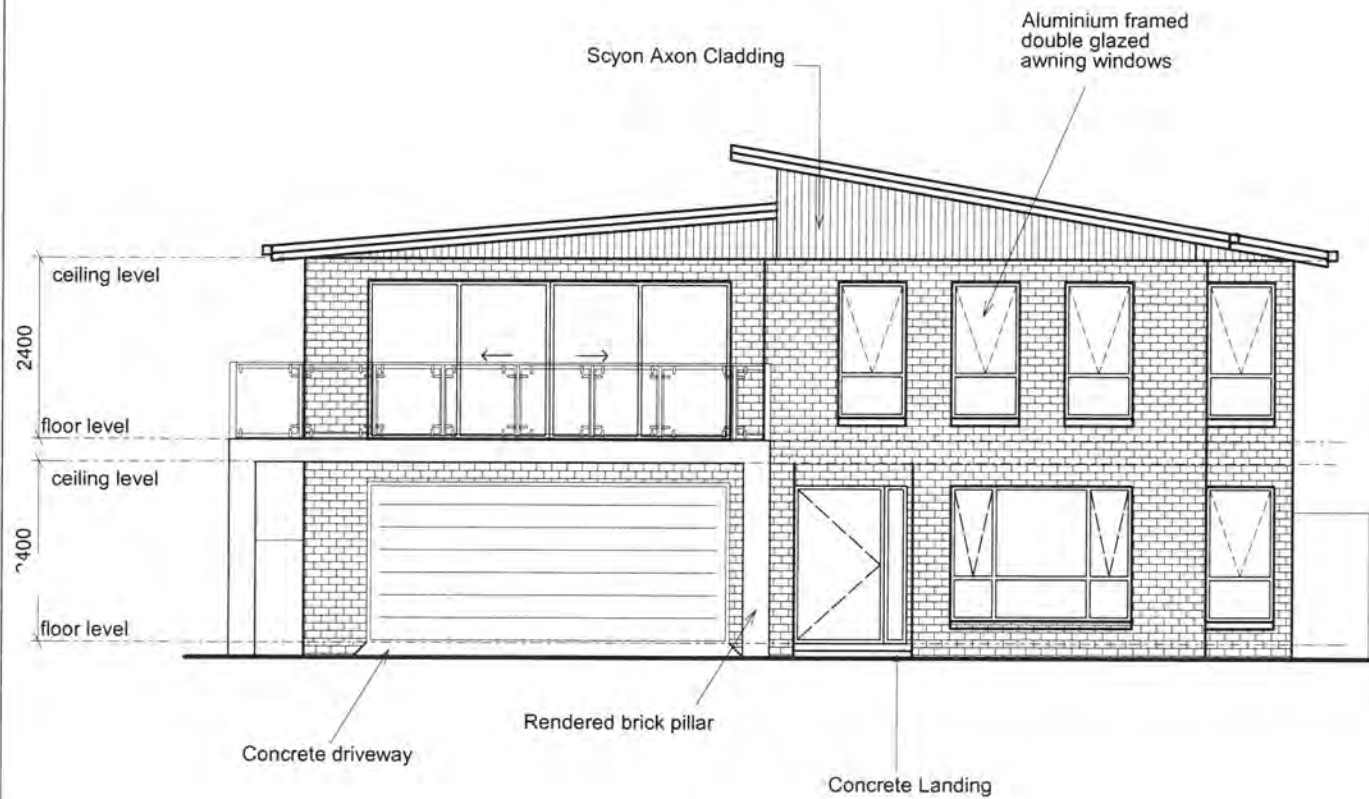 Aluminium framed
double glazed
awning windows
Scyon Axon Cladding
ceiling level
2400
floor level
ceiling level
floor level
Rendered brick pillar
Concrete driveway
Concrete Landing